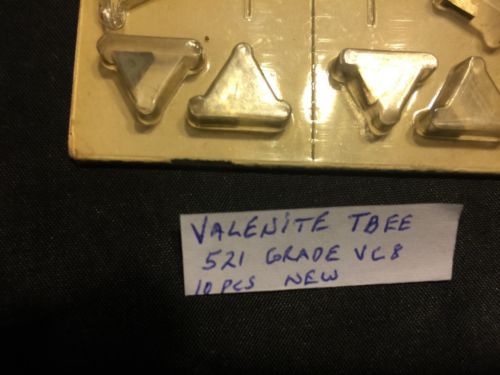 VALENITE TBEE
521 GRADE VC8
10 PCS NEW